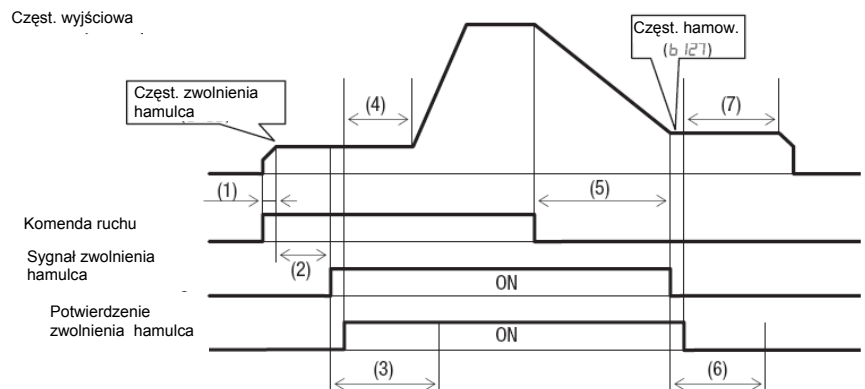 Częst. wyjściowa
Częst. hamow.
(b 127)
Częst. zwolnienia
hamulca
(4)
(7)
(1)
(5)
Komenda ruchu
(2)
Sygnał zwolnienia
hamulca
ON
Potwierdzenie
zwolnienia hamulca
ON
(3)
(6)